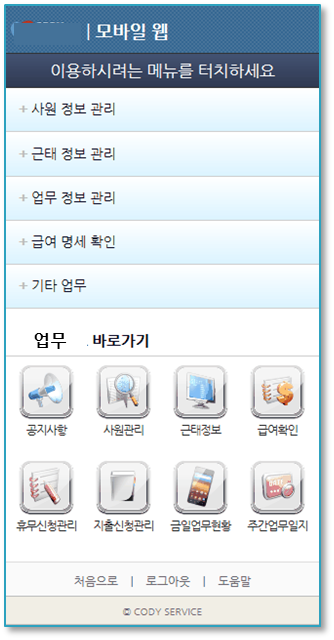 | 모바일 웹
이용하시려는 메뉴를 터치하세요
+ 사원 정보 관리
+ 근태 정보 관리
+ 업무 정보 관리
+ 급여 명세 확인
+ 기타 업무
업무 바로가기
공지사항 사원관리 근태정보 급여확인
휴무신청관리 지출신청관리 금일업무현황 주간업무일지
처음으로 | 로그아웃 | 도움말
© CODY SERVICE